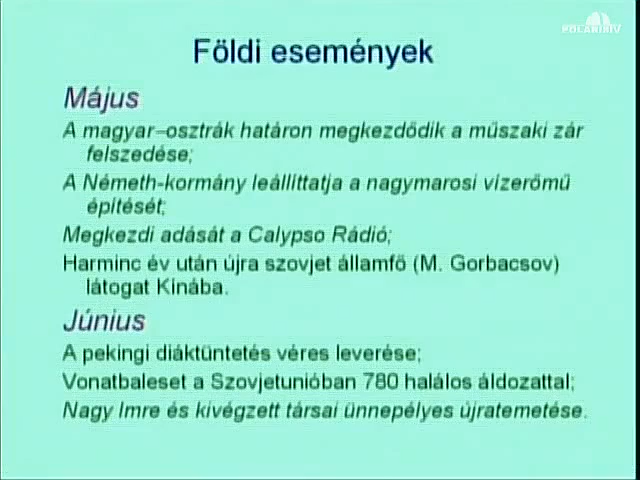 POLARISTV
Földi események
Május
A magyar–osztrák határon megkezdődik a műszaki zár
felszedése;
A Németh-kormány leállíttatja a nagymarosi vízerőmű
építését;
Megkezdi adását a Calypso Rádió;
Harminc év után újra szovjet államfő (M. Gorbacsov)
látogat Kínába.
Június
A pekingi diáktüntetés véres leverése;
Vonatbaleset a Szovjetunióban 780 halálos áldozattal;
Nagy Imre és kivégzett társai ünnepélyes újratemetése.